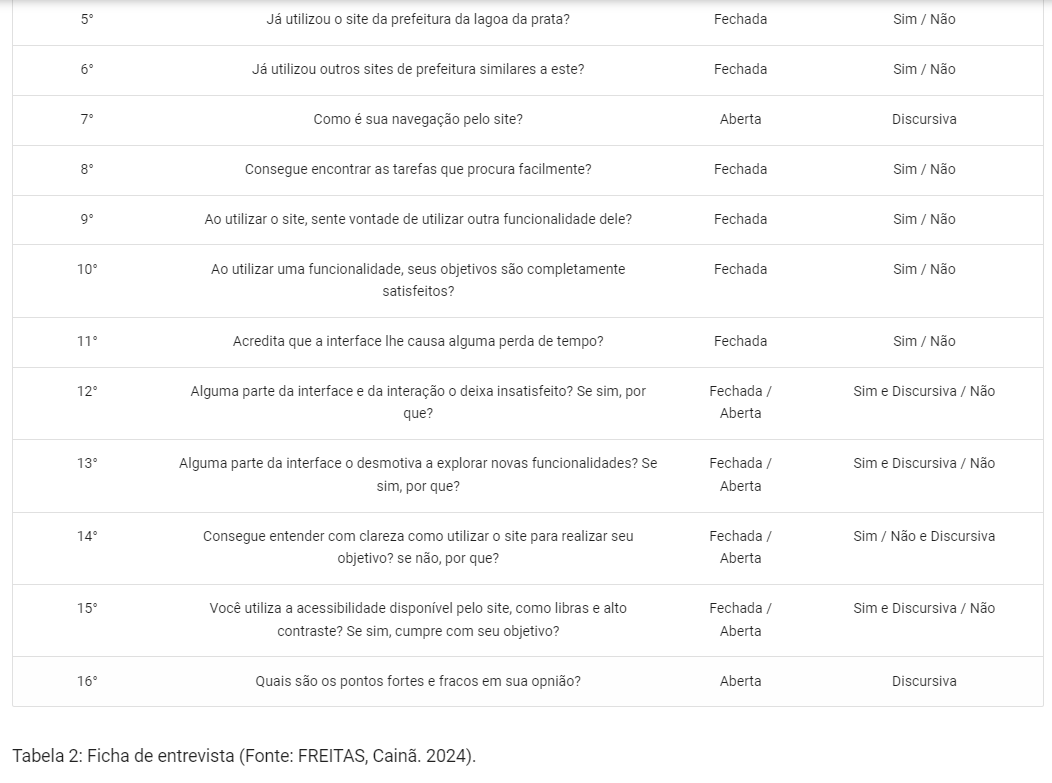 5° Já utilizou o site da prefeitura da lagoa da prata? Fechada Sim / Não
6° Já utilizou outros sites de prefeitura similares a este? Fechada Sim / Não
7° Como é sua navegação pelo site? Aberta Discursiva
8° Consegue encontrar as tarefas que procura facilmente? Fechada Sim / Não
9° Ao utilizar o site, sente vontade de utilizar outra funcionalidade dele? Fechada Sim / Não
10° Ao utilizar uma funcionalidade, seus objetivos são completamente Fechada Sim / Não
satisfeitos?
11° Acredita que a interface lhe causa alguma perda de tempo? Fechada Sim / Não
12° Alguma parte da interface e da interação o deixa insatisfeito? Se sim, por Fechada / Sim e Discursiva / Não
que? Aberta
13° Alguma parte da interface o desmotiva a explorar novas funcionalidades? Se Fechada / Sim e Discursiva / Não
sim, por que? Aberta
14° Consegue entender com clareza como utilizar o site para realizar seu Fechada / Sim / Não e Discursiva
objetivo? se não, por que? Aberta
15° Você utiliza a acessibilidade disponível pelo site, como libras e alto Fechada / Sim e Discursiva / Não
contraste? Se sim, cumpre com seu objetivo? Aberta
16° Quais são os pontos fortes e fracos em sua opnião? Aberta Discursiva
Tabela 2: Ficha de entrevista (Fonte: FREITAS, Cainã. 2024).